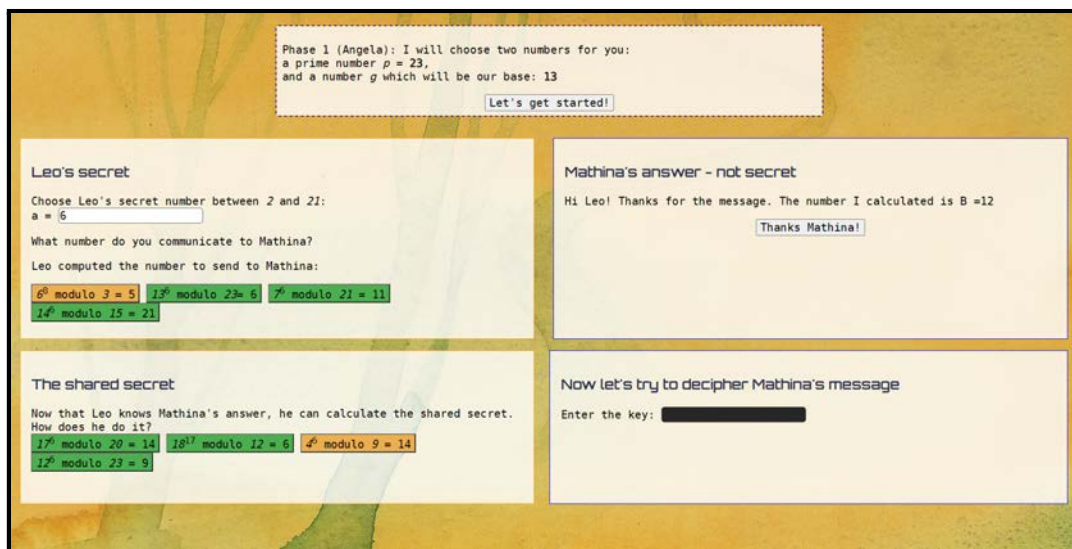 Phase 1 (Angela): I will choose two numbers for you:
a prime number p = 23,
and a number g which will be our base: 13
Let's get started!
Leo's secret
Choose Leo's secret number between 2 and 21:
a = 6
What number do you communicate to Mathina?
Leo computed the number to send to Mathina:
6⁸ modulo 3 = 5 13⁶ modulo 23= 6 7⁶ modulo 21 = 11
14⁶ modulo 15 = 21
Mathina's answer - not secret
Hi Leo! Thanks for the message. The number I calculated is B =12
Thanks Mathina!
The shared secret
Now that Leo knows Mathina's answer, he can calculate the shared secret.
How does he do it?
17⁶ modulo 20 = 14 18¹⁷ modulo 12 = 6 4⁶ modulo 9 = 14
12⁶ modulo 23 = 9
Now let's try to decipher Mathina's message
Enter the key: